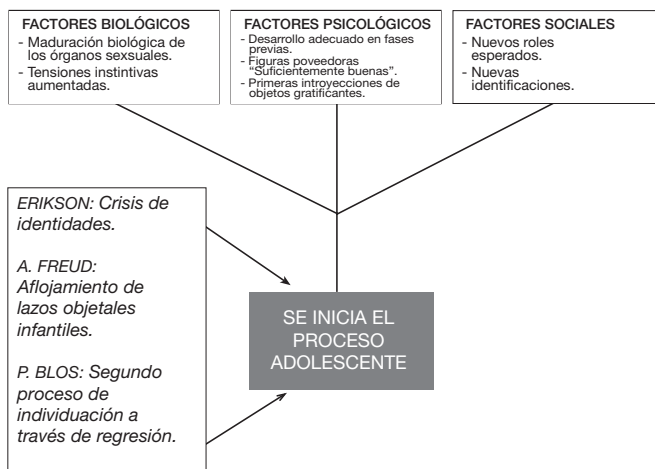 FACTORES BIOLÓGICOS
- Maduración biológica de
los órganos sexuales.
- Tensiones instintivas
aumentadas.
FACTORES PSICOLÓGICOS
- Desarrollo adecuado en fases
previas.
- Figuras poveedoras
“Suficientemente buenas”.
- Primeras introyecciones de
objetos gratificantes.
FACTORES SOCIALES
- Nuevos roles
esperados.
- Nuevas
identificaciones.
ERIKSON: Crisis de
identidades.
A. FREUD:
Aflojamiento de
lazos objetales
infantiles.
P. BLOS: Segundo
proceso de
individuación a
través de regresión.
SE INICIA EL
PROCESO
ADOLESCENTE